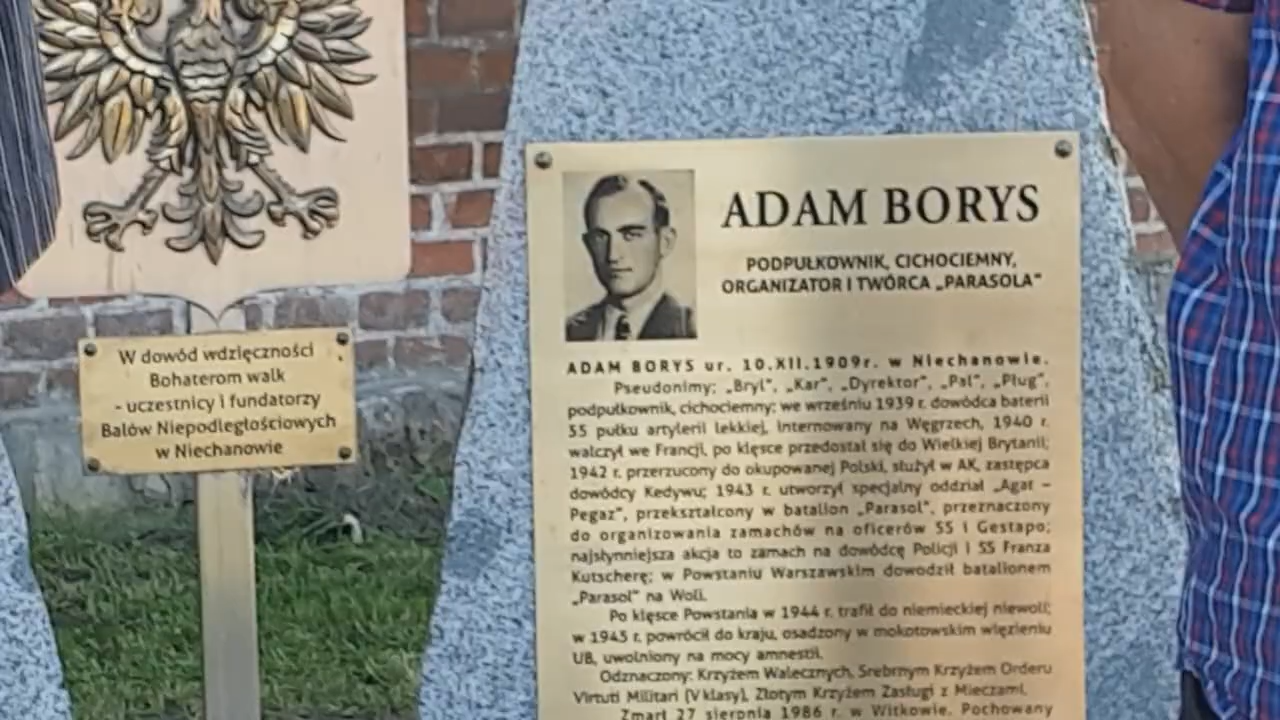 W dowód wdzięczności
Bohaterom walk
- uczestnicy i fundatorzy
Balów Niepodległościowych
w Niechanowie
ADAM BORYS
PODPUŁKOWNIK, CICHOCIEMNY,
ORGANIZATOR I TWÓRCA „PARASOLA"
ADAM BORYS ur. 10.XII.1909r. w Niechanowie.
Pseudonimy; „Bryl", „Kar", „Dyrektor", „Pal", „Pług",
podpułkownik, cichociemny; we wrześniu 1939 r. dowódca baterii
55 pułku artylerii lekkiej, internowany na Węgrzech, 1940 r.
walczył we Francji, po klęsce przedostał się do Wielkiej Brytanii;
1942 r. przerzucony do okupowanej Polski, służył w AK, zastępca
dowódcy Kedywu; 1943 r. utworzył specjalny oddział „Agat –
Pegaz", przekształcony w batalion „Parasol", przeznaczony
do organizowania zamachów na oficerów SS i Gestapo;
najsłynniejsza akcja to zamach na dowódcę Policji i SS Franza
Kutscherę; w Powstaniu Warszawskim dowodził batalionem
„Parasol" na Woli.
Po klęsce Powstania w 1944 r. trafił do niemieckiej niewoli;
w 1945 r. powrócił do kraju, osadzony w mokotowskim więzieniu
UB, uwolniony na mocy amnestii.
Odznaczony: Krzyżem Walecznych, Srebrnym Krzyżem Orderu
Virtuti Militari (V klasy), Złotym Krzyżem Zasługi z Mieczami.
Zmarł 27 sierpnia 1986 r. w Witkowie. Pochowany